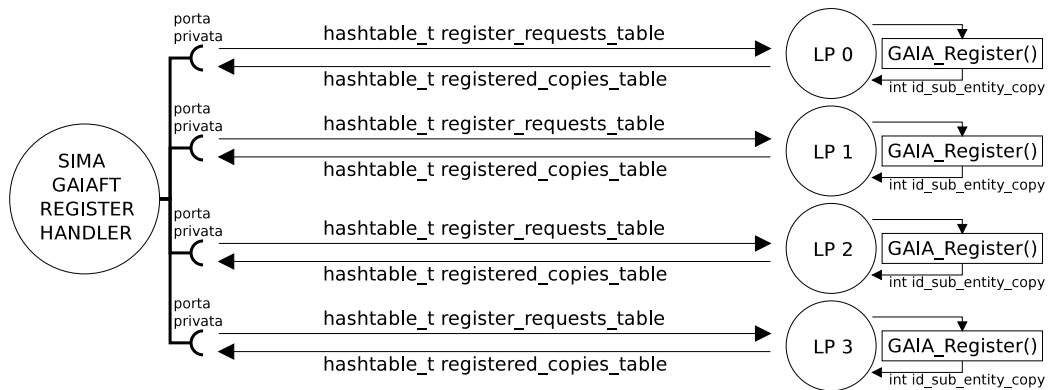 porta
privata
hashtable_t register_requests_table
hashtable_t registered_copies_table
LP 0
GAIA_Register()
int id_sub_entity_copy
porta
privata
hashtable_t register_requests_table
hashtable_t registered_copies_table
LP 1
GAIA_Register()
int id_sub_entity_copy
SIMA
GAIAFT
REGISTER
HANDLER
porta
privata
hashtable_t register_requests_table
hashtable_t registered_copies_table
LP 2
GAIA_Register()
int id_sub_entity_copy
porta
privata
hashtable_t register_requests_table
hashtable_t registered_copies_table
LP 3
GAIA_Register()
int id_sub_entity_copy